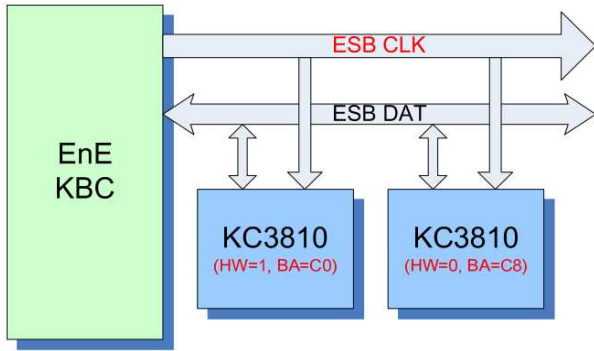 ESB CLK
ESB DAT
EnE
KBC
KC3810
(HW=1, BA=C0)
KC3810
(HW=0, BA=C8)